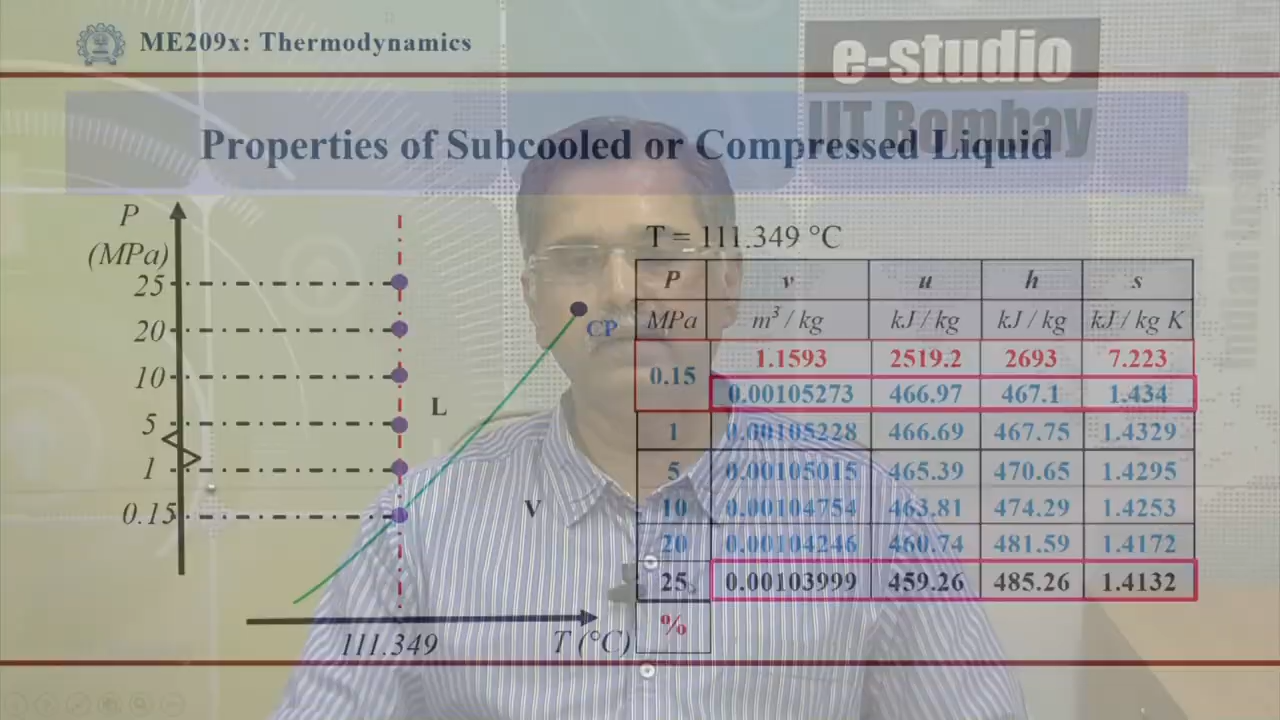 ME209x: Thermodynamics
e-studio
IIT Bombay
Properties of Subcooled or Compressed Liquid
P
(MPa)
25
20
10
5
1
0.15
CP
L
V
111.349
T (°C)
T = 111.349 °C
P v u h s
MPa m³ / kg kJ / kg kJ / kg kJ / kg K
0.15 1.1593 2519.2 2693 7.223
0.00105273 466.97 467.1 1.434
1 0.00105228 466.69 467.75 1.4329
5 0.00105015 465.39 470.65 1.4295
10 0.00104754 463.81 474.29 1.4253
20 0.00104246 460.74 481.59 1.4172
25 0.00103999 459.26 485.26 1.4132
%